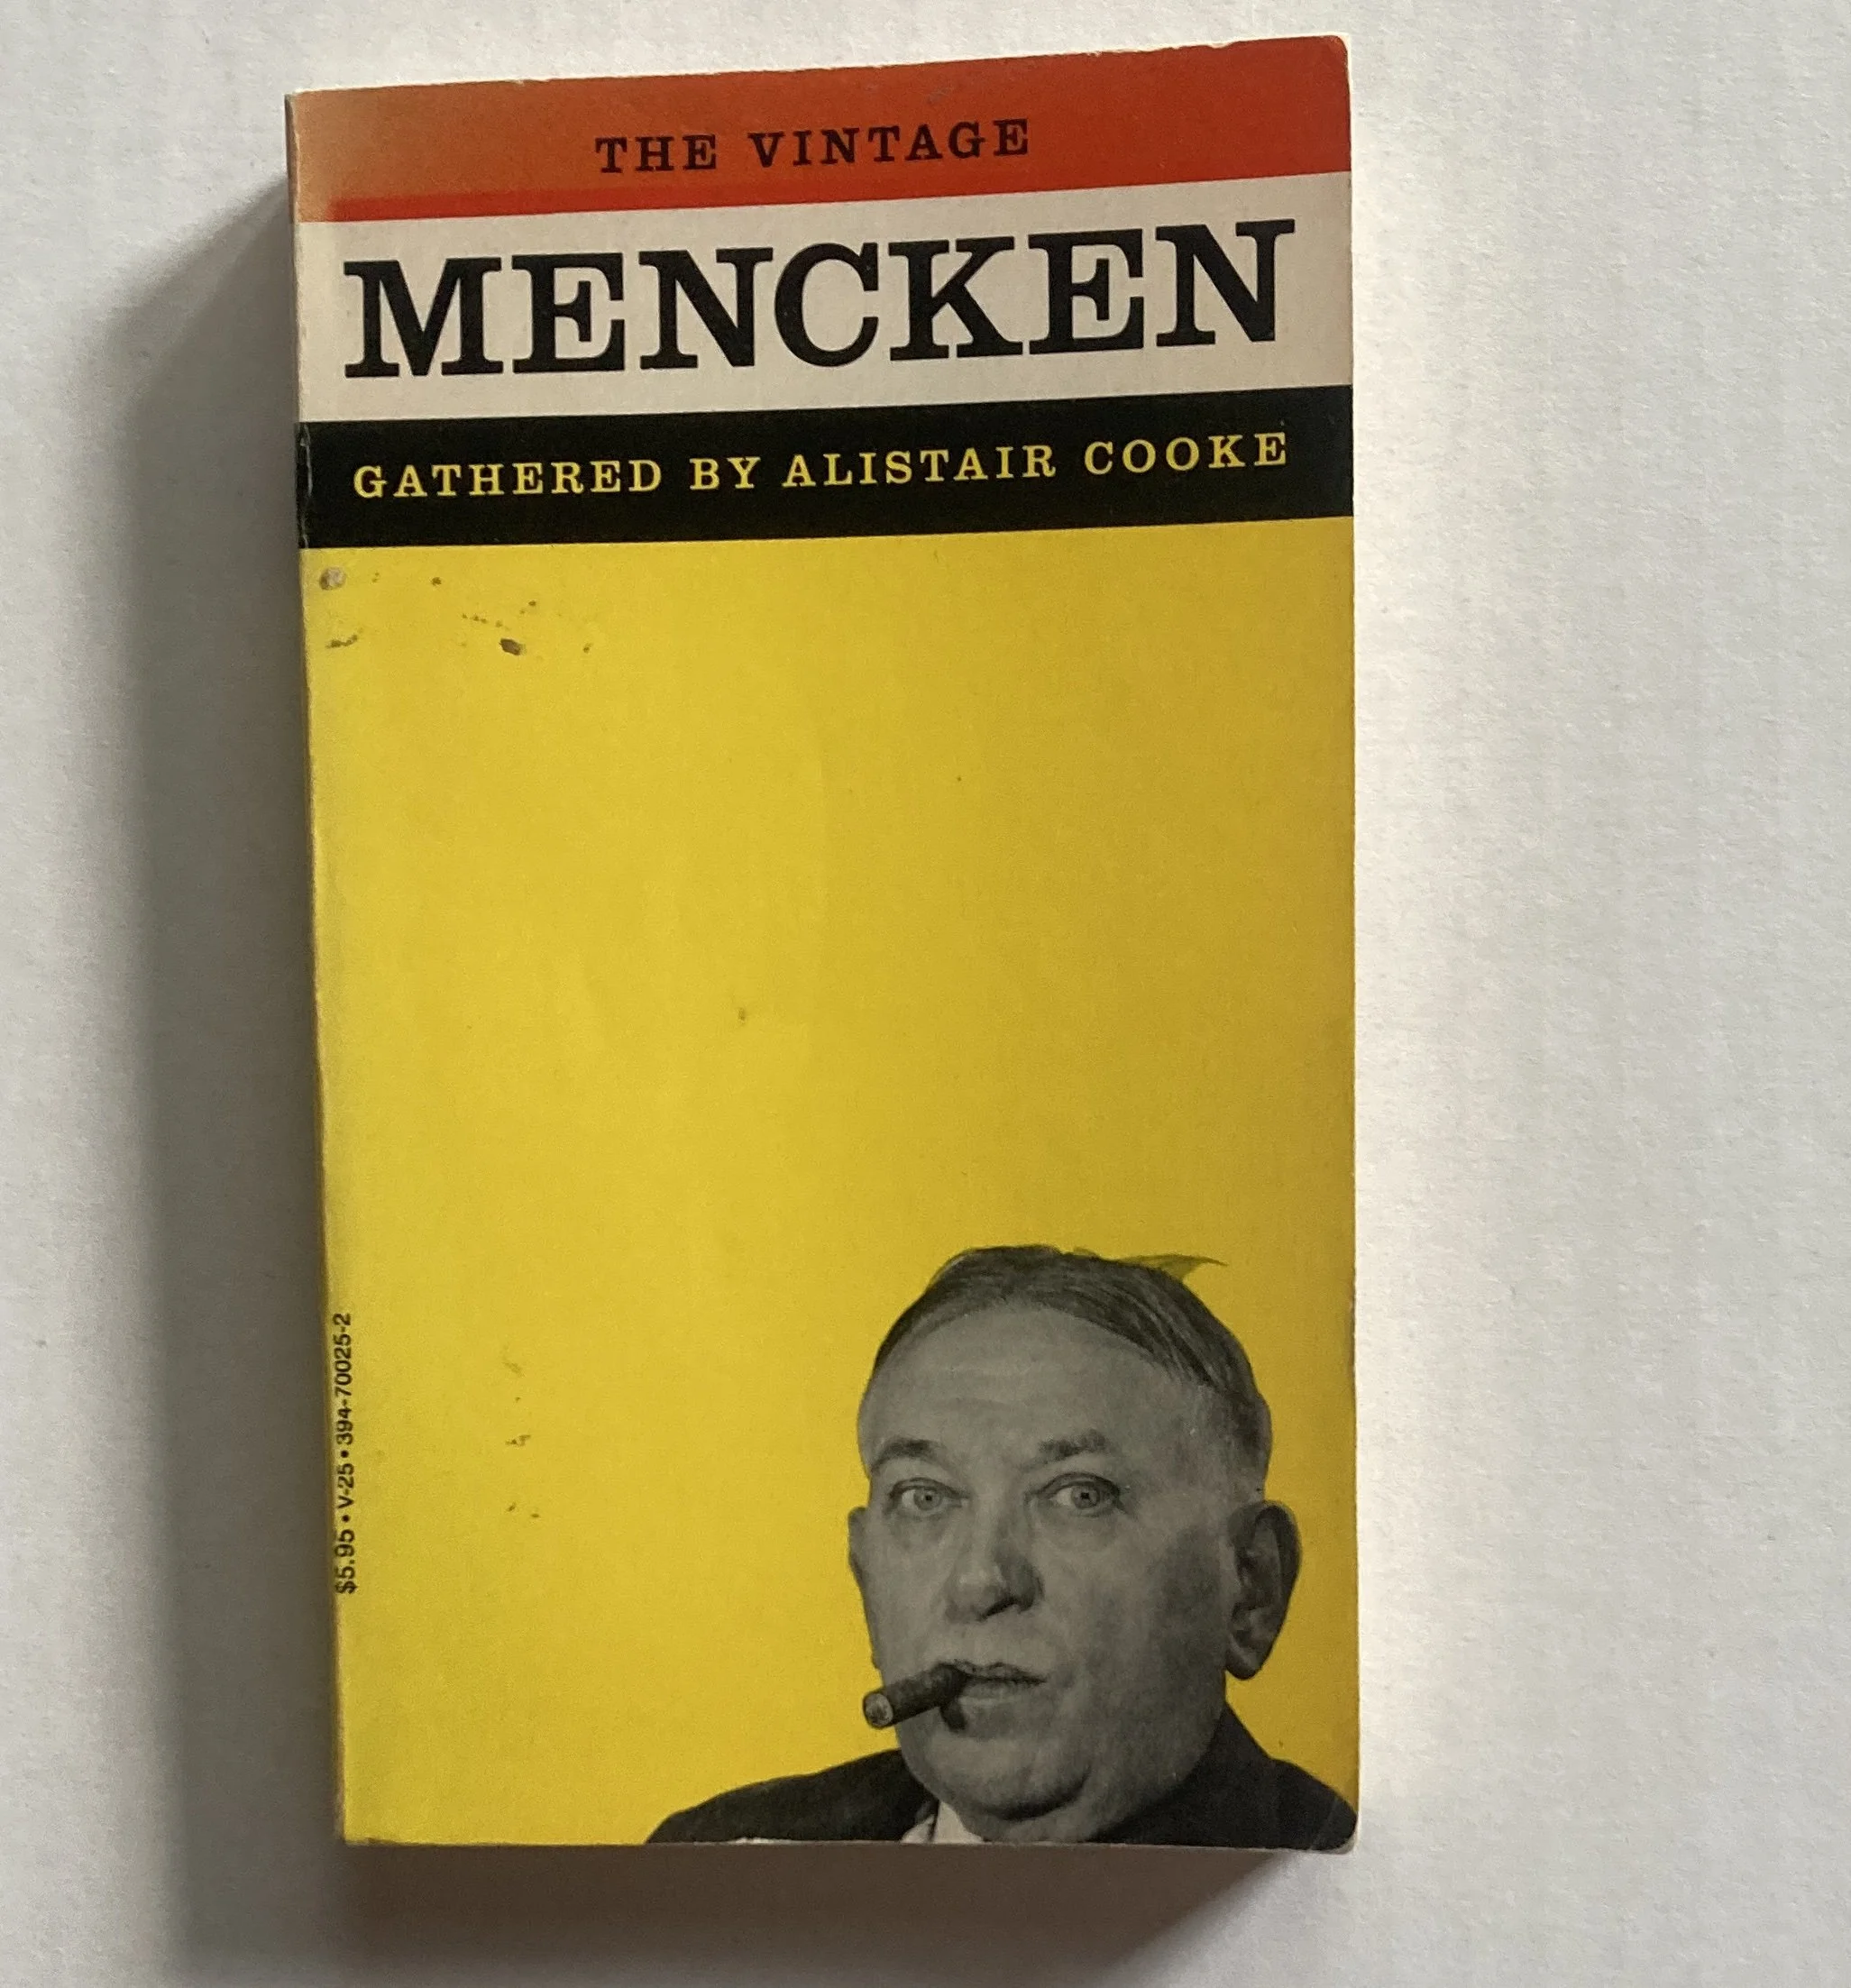 THE VINTAGE
MENCKEN
GATHERED BY ALISTAIR COOKE
$5.95 • V-25 • 394-70025-2